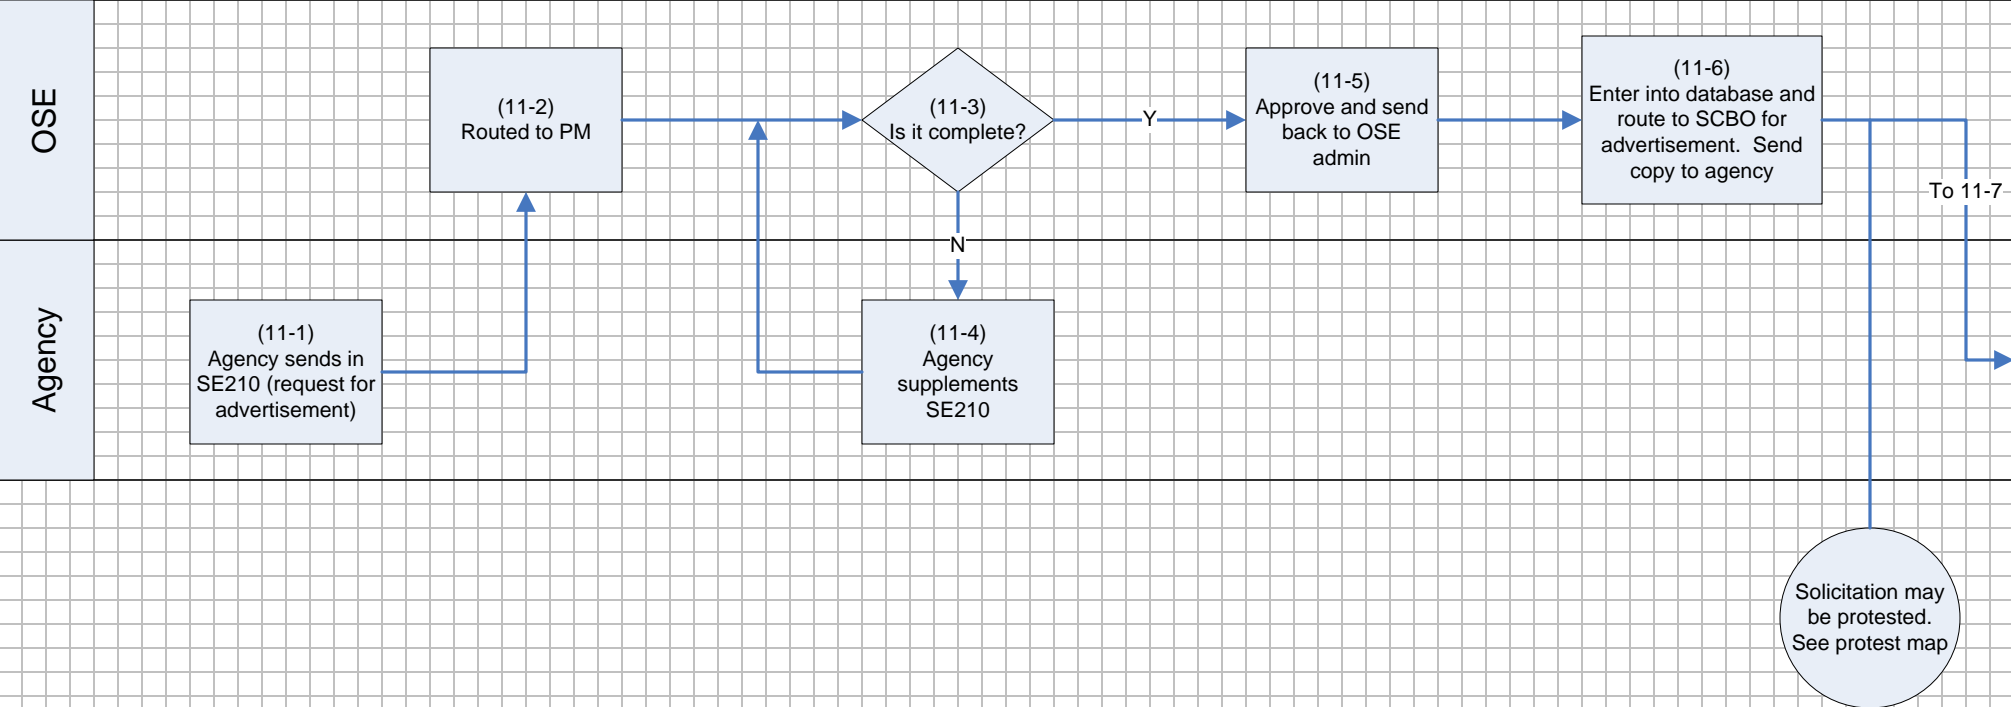 OSE
(11-2)
Routed to PM
(11-3)
Is it complete?
Y
(11-5)
Approve and send
back to OSE
admin
(11-6)
Enter into database and
route to SCBO for
advertisement.  Send
copy to agency
To 11-7
N
Agency
(11-1)
Agency sends in
SE210 (request for
advertisement)
(11-4)
Agency
supplements
SE210
Solicitation may
be protested.
See protest map